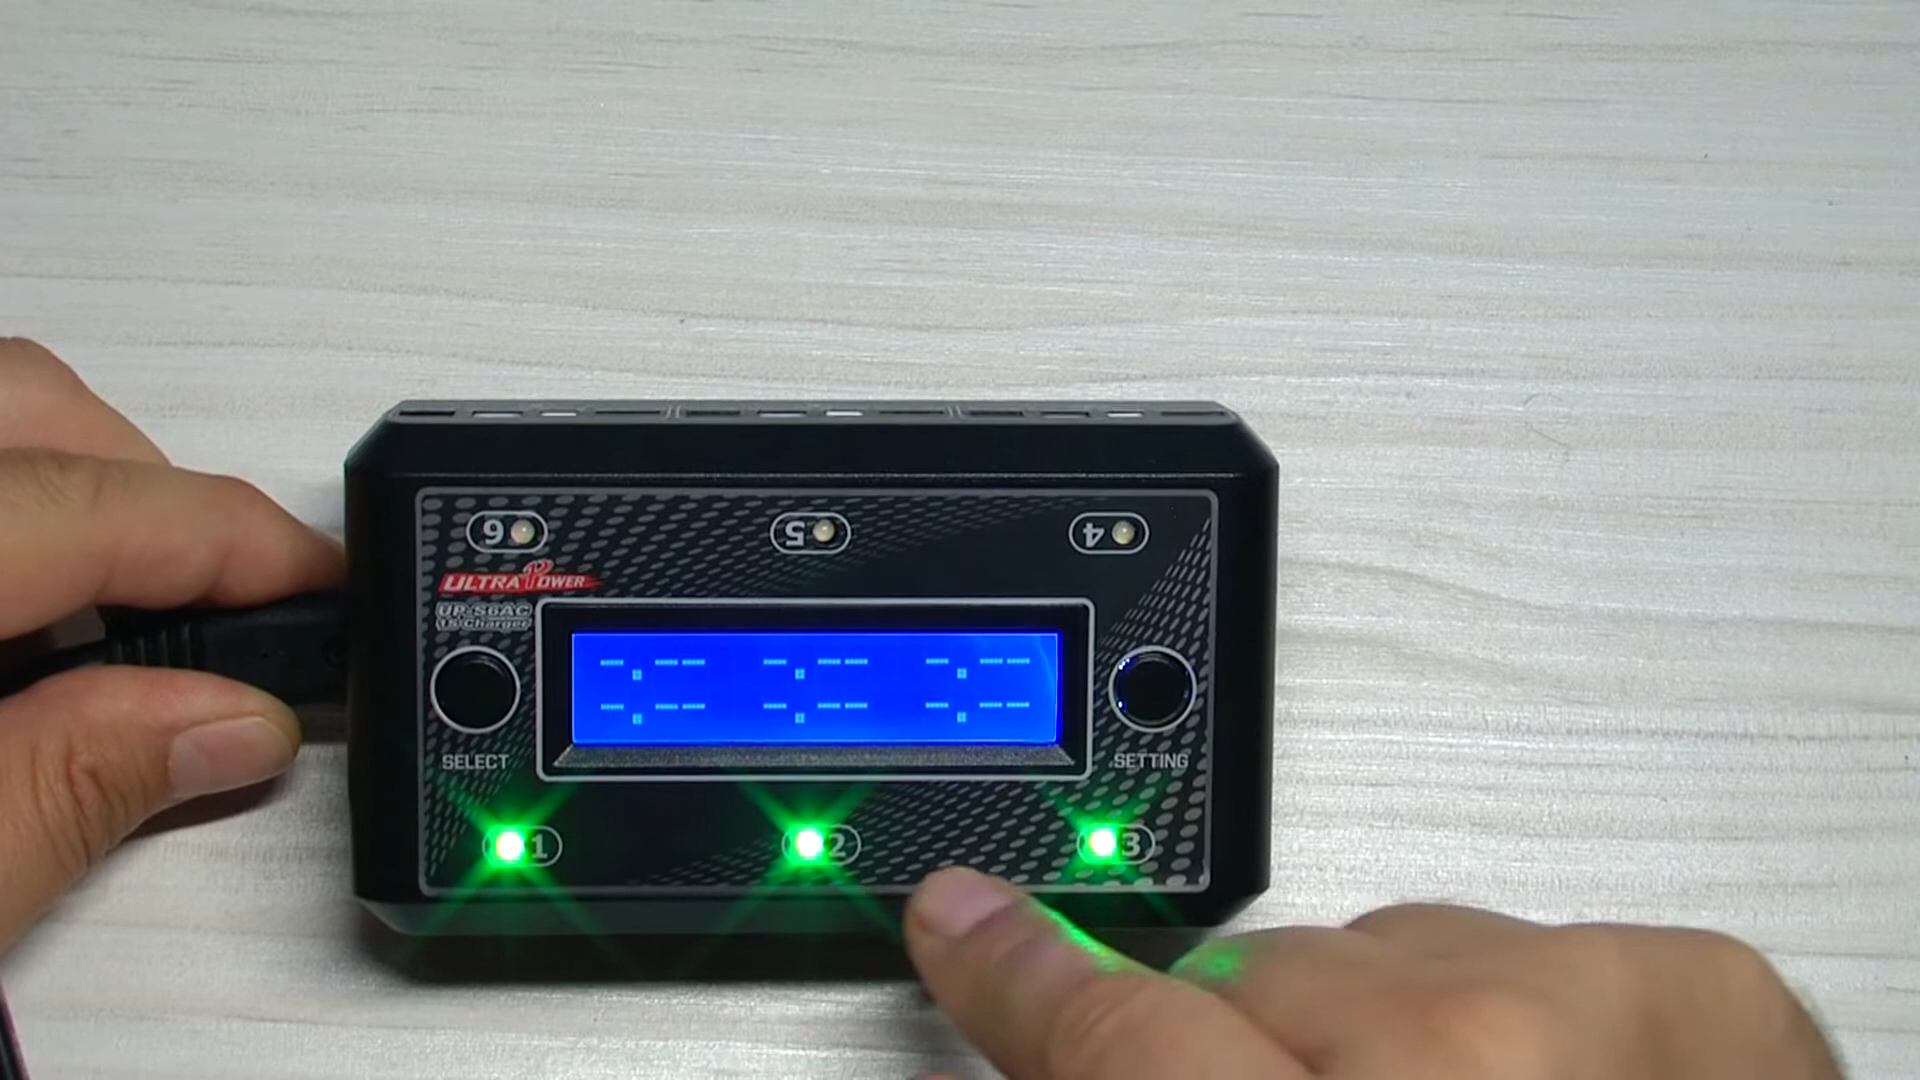 6 5 4
ULTRA POWER
UP-S6AC
1S Charger
-.-- -.-- -.--
-.-- -.-- -.--
SELECT SETTING
1 2 3